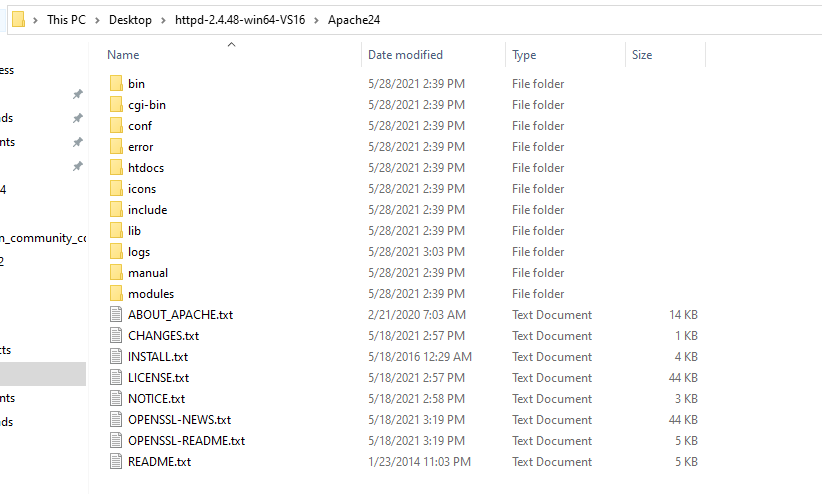 This PC > Desktop > httpd-2.4.48-win64-VS16 > Apache24
Name Date modified Type Size
bin 5/28/2021 2:39 PM File folder
cgi-bin 5/28/2021 2:39 PM File folder
conf 5/28/2021 2:39 PM File folder
error 5/28/2021 2:39 PM File folder
htdocs 5/28/2021 2:39 PM File folder
icons 5/28/2021 2:39 PM File folder
include 5/28/2021 2:39 PM File folder
lib 5/28/2021 2:39 PM File folder
logs 5/28/2021 3:03 PM File folder
manual 5/28/2021 2:39 PM File folder
modules 5/28/2021 2:39 PM File folder
ABOUT_APACHE.txt 2/21/2020 7:03 AM Text Document 14 KB
CHANGES.txt 5/18/2021 2:57 PM Text Document 1 KB
INSTALL.txt 5/18/2016 12:29 AM Text Document 4 KB
LICENSE.txt 5/18/2021 2:57 PM Text Document 44 KB
NOTICE.txt 5/18/2021 2:58 PM Text Document 3 KB
OPENSSL-NEWS.txt 5/18/2021 3:19 PM Text Document 44 KB
OPENSSL-README.txt 5/18/2021 3:19 PM Text Document 5 KB
README.txt 1/23/2014 11:03 PM Text Document 5 KB
ess
ds
nts
4
n_community_cc
2
ts
nts
ds